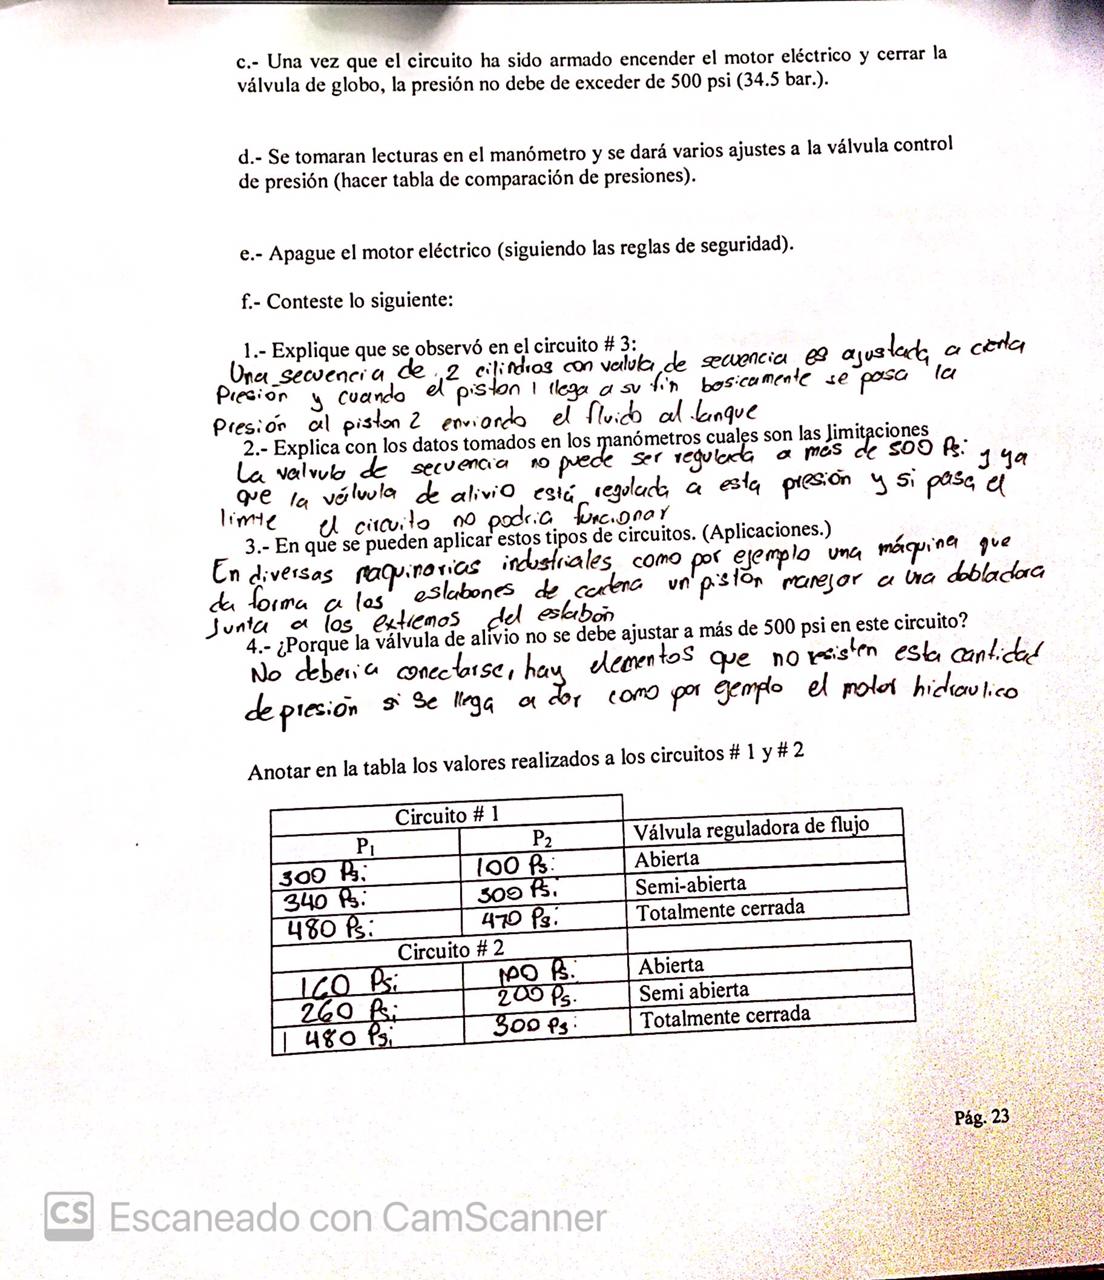 c.- Una vez que el circuito ha sido armado encender el motor eléctrico y cerrar la
válvula de globo, la presión no debe de exceder de 500 psi (34.5 bar.).
d.- Se tomaran lecturas en el manómetro y se dará varios ajustes a la válvula control
de presión (hacer tabla de comparación de presiones).
e.- Apague el motor eléctrico (siguiendo las reglas de seguridad).
f.- Conteste lo siguiente:
1.- Explique que se observó en el circuito # 3:
Una secuencia de 2 cilindros con valvula de secuencia es ajustada a cierta
Presión y cuando el piston 1 llega a su fin basicamente se pasa la
Presión al piston 2 enviando el fluido al tanque
2.- Explica con los datos tomados en los manómetros cuales son las limitaciones
La valvula de secuencia no puede ser regulada a mas de 500 Psi y ya
que la válvula de alivio está regulada a esta presión y si pasa el
limite el circuito no podria funcionar
3.- En que se pueden aplicar estos tipos de circuitos. (Aplicaciones.)
En diversas maquinarias industriales como por ejemplo una máquina que
da forma a los eslabones de cadena un pistón manejar a una dobladora
Junta a los extremos del eslabón
4.- ¿Porque la válvula de alivio no se debe ajustar a más de 500 psi en este circuito?
No deberia conectarse, hay elementos que no resisten esta cantidad
de presión si se llega a dar como por ejemplo el motor hidraulico
Anotar en la tabla los valores realizados a los circuitos # 1 y # 2
Circuito # 1
P1 P2 Válvula reguladora de flujo
300 Psi 100 Psi Abierta
340 Psi 300 Psi Semi-abierta
480 Psi 470 Psi Totalmente cerrada
Circuito # 2
160 Psi 100 Psi Abierta
260 Psi 200 Psi Semi abierta
480 Psi 300 Psi Totalmente cerrada
Pág. 23
CS Escaneado con CamScanner